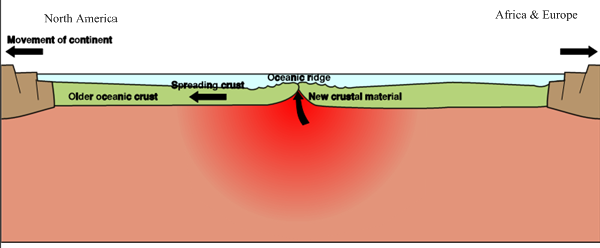 North America
Africa & Europe
Movement of continent
Oceanic ridge
Spreading crust
Older oceanic crust
New crustal material